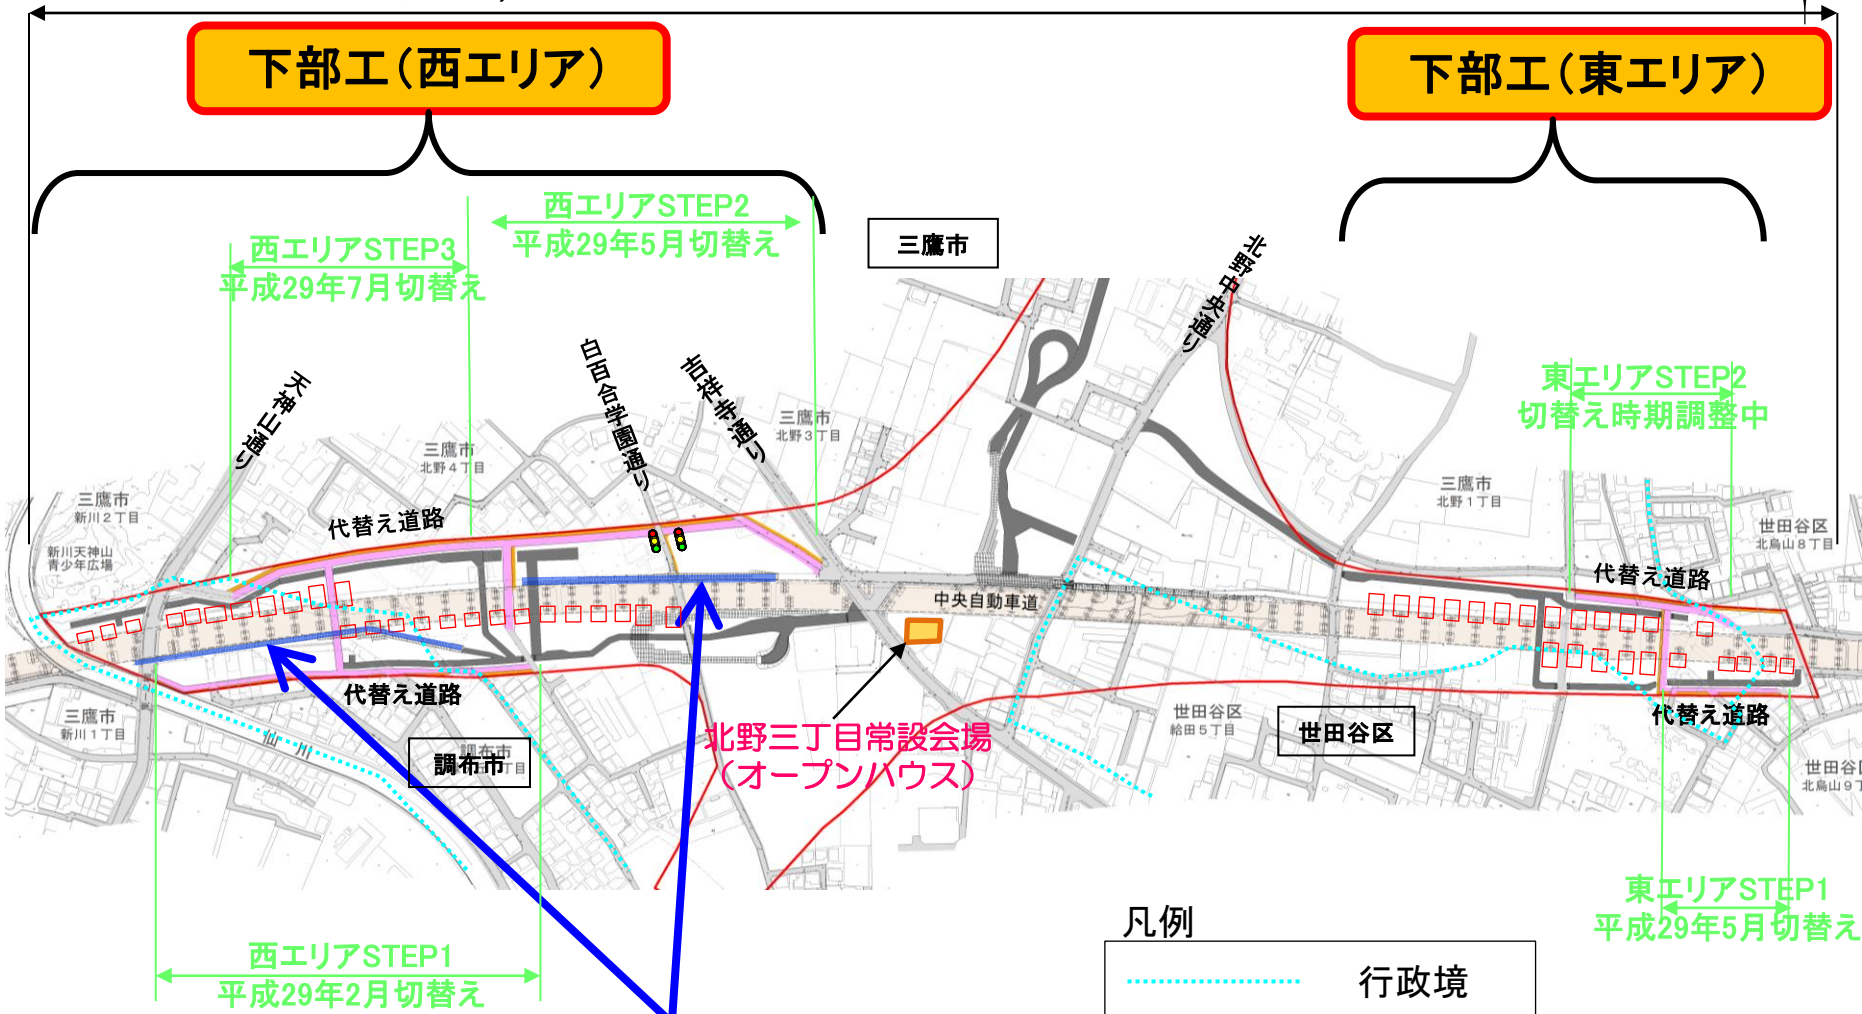 下部工（西エリア）
下部工（東エリア）
西エリアSTEP2
平成29年5月切替え
西エリアSTEP3
平成29年7月切替え
三鷹市
北野中央通り
天神山通り
白百合学園通り
吉祥寺通り
東エリアSTEP2
切替え時期調整中
三鷹市
北野３丁目
三鷹市
北野４丁目
三鷹市
新川２丁目
三鷹市
北野１丁目
世田谷区
北烏山８丁目
代替え道路
新川天神山
青少年広場
代替え道路
中央自動車道
代替え道路
三鷹市
新川１丁目
調布市
北野三丁目常設会場
（オープンハウス）
世田谷区
給田５丁目
世田谷区
代替え道路
世田谷区
北烏山９丁
東エリアSTEP1
平成29年5月切替え
西エリアSTEP1
平成29年2月切替え
凡例
行政境